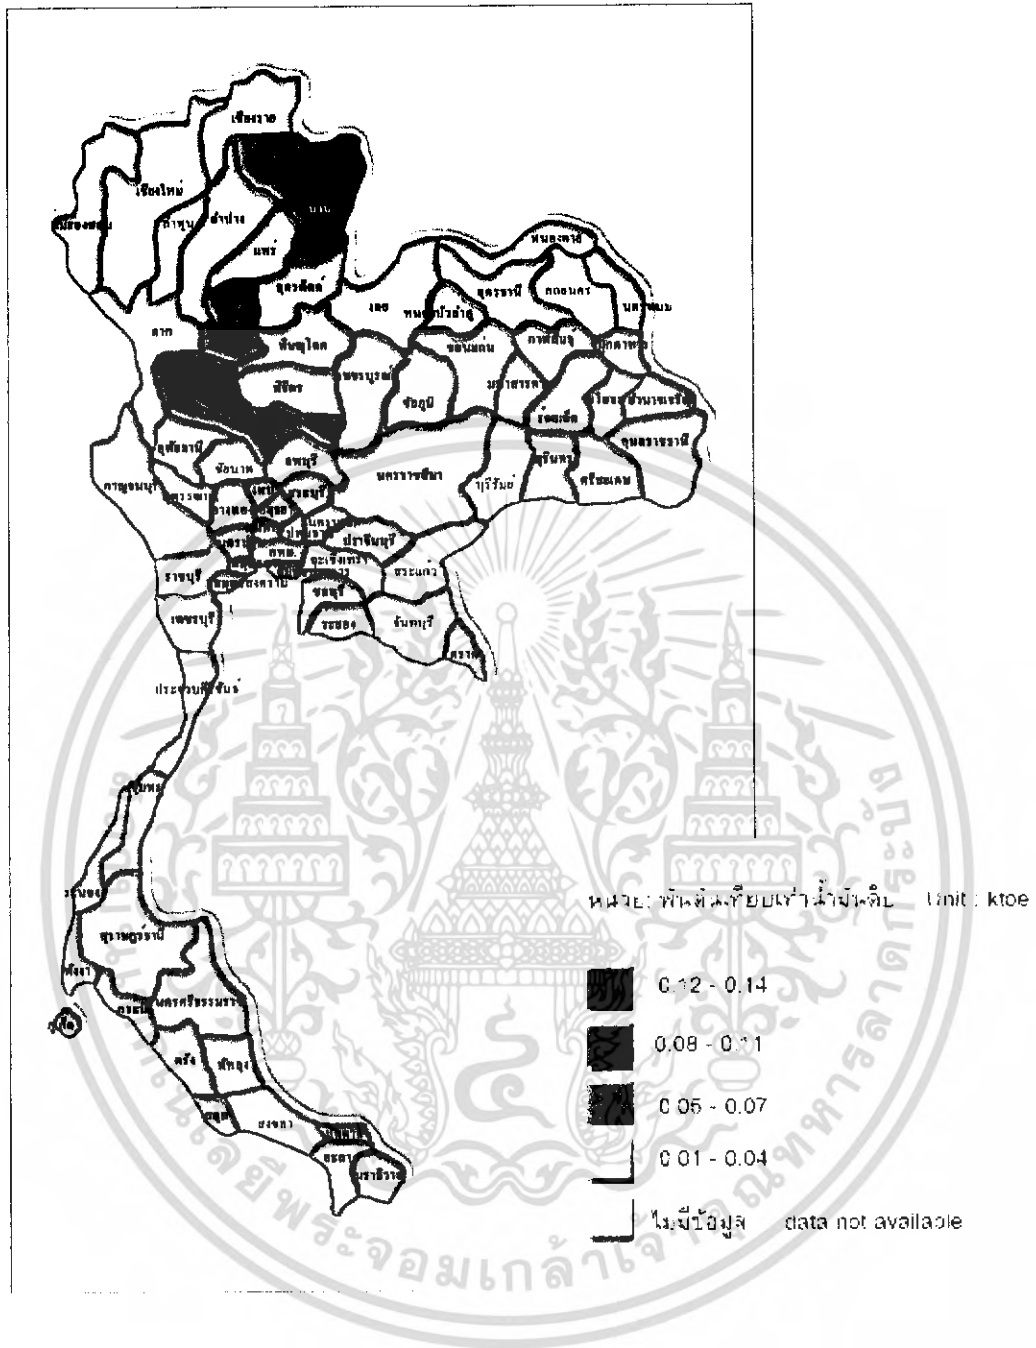 เชียงราย
เชียงใหม่
น่าน
ลำพูน
ลำปาง
แพร่
หนองคาย
อุตรดิตถ์
เลย
อุดรธานี
สกลนคร
นครพนม
หนองบัวลำภู
ตาก
พิษณุโลก
ขอนแก่น
กาฬสินธุ์
มุกดาหาร
เพชรบูรณ์
พิจิตร
ชัยภูมิ
มหาสารคาม
ร้อยเอ็ด
ยโสธร
อำนาจเจริญ
อุบลราชธานี
อุทัยธานี
ชัยนาท
ลพบุรี
นครราชสีมา
บุรีรัมย์
สุรินทร์
ศรีสะเกษ
กาญจนบุรี
สระบุรี
อ่างทอง
ปราจีนบุรี
กทม.
ฉะเชิงเทรา
สระแก้ว
ราชบุรี
ชลบุรี
เพชรบุรี
ระยอง
จันทบุรี
ตราด
ประจวบคีรีขันธ์
ชุมพร
ระนอง
สุราษฎร์ธานี
พังงา
กระบี่
นครศรีธรรมราช
ภูเก็ต
ตรัง
พัทลุง
สตูล
สงขลา
ปัตตานี
ยะลา
นราธิวาส
หน่วย: พันตันเทียบเท่าน้ำมันดิบ Unit : ktoe
0.12 - 0.14
0.08 - 0.11
0.05 - 0.07
0.01 - 0.04
ไม่มีข้อมูล data not available